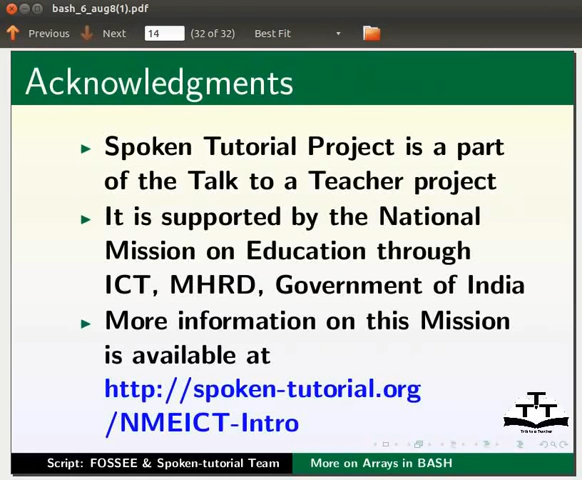 bash_6_aug8(1).pdf
Previous Next 14 (32 of 32) Best Fit
Acknowledgments
Spoken Tutorial Project is a part
of the Talk to a Teacher project
It is supported by the National
Mission on Education through
ICT, MHRD, Government of India
More information on this Mission
is available at
http://spoken-tutorial.org
/NMEICT-Intro
Script: FOSSEE & Spoken-tutorial Team More on Arrays in BASH